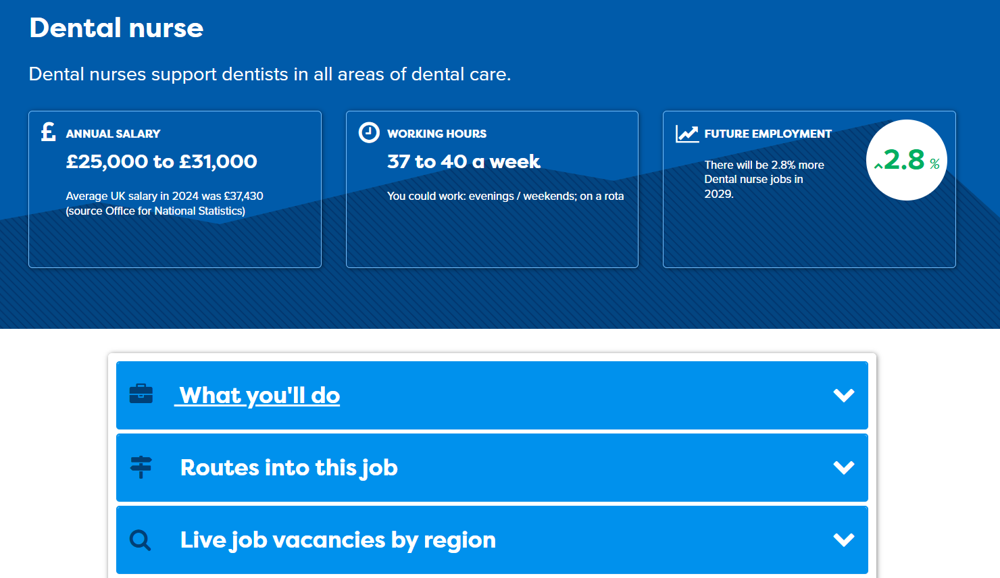 Dental nurse
Dental nurses support dentists in all areas of dental care.
£ ANNUAL SALARY
£25,000 to £31,000
Average UK salary in 2024 was £37,430
(source Office for National Statistics)
WORKING HOURS
37 to 40 a week
You could work: evenings / weekends; on a rota
FUTURE EMPLOYMENT
There will be 2.8% more
Dental nurse jobs in
2029.
^2.8 %
What you'll do
Routes into this job
Live job vacancies by region